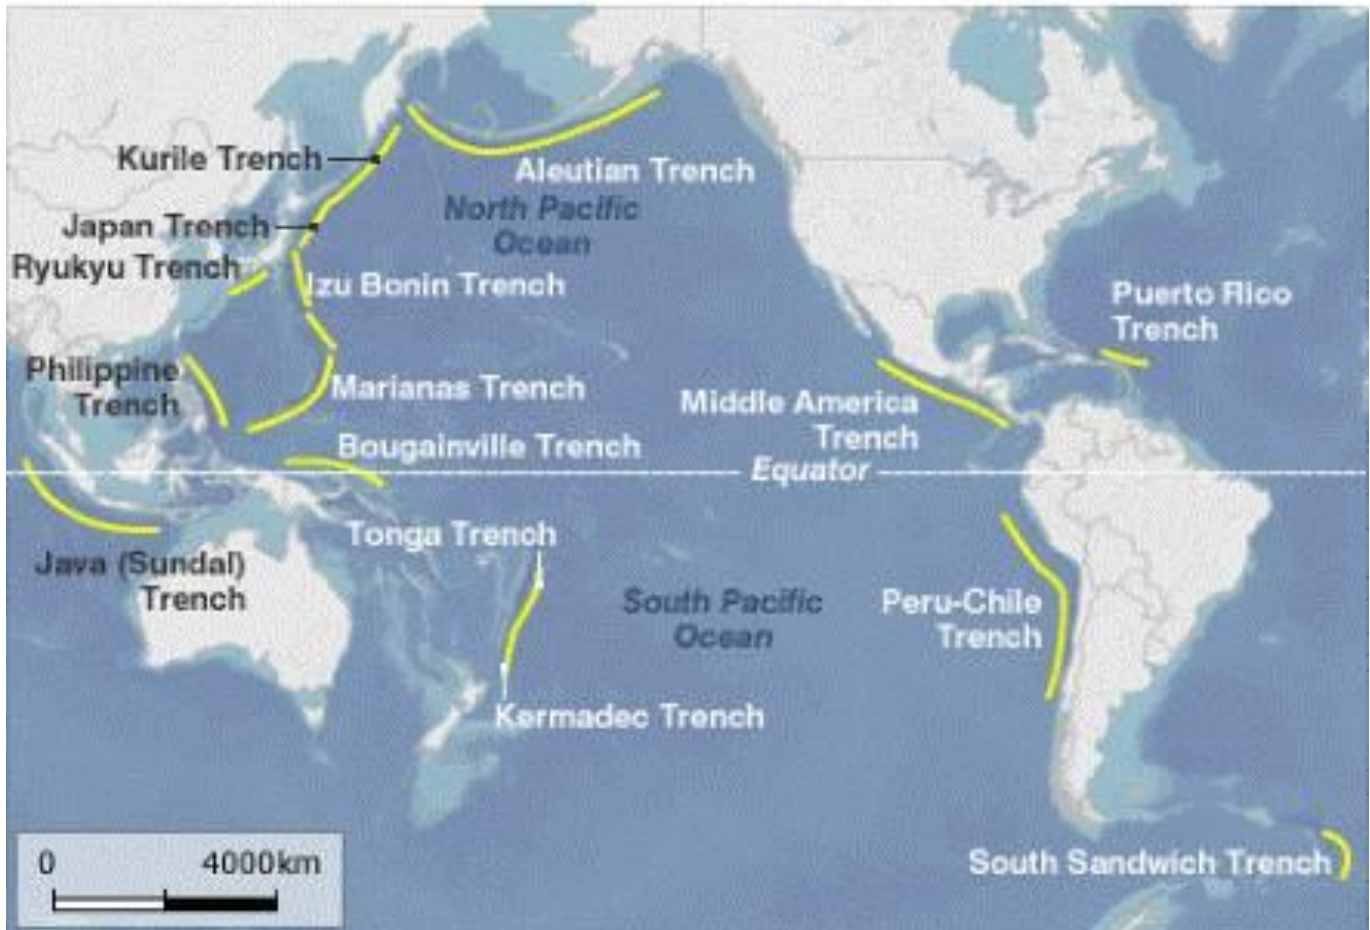 Kurile Trench
Aleutian Trench
North Pacific
Ocean
Japan Trench
Ryukyu Trench
Izu Bonin Trench
Puerto Rico
Trench
Philippine
Trench
Marianas Trench
Middle America
Trench
Bougainville Trench
Equator
Tonga Trench
Java (Sundal)
Trench
South Pacific
Ocean
Peru-Chile
Trench
Kermadec Trench
South Sandwich Trench
0 4000km